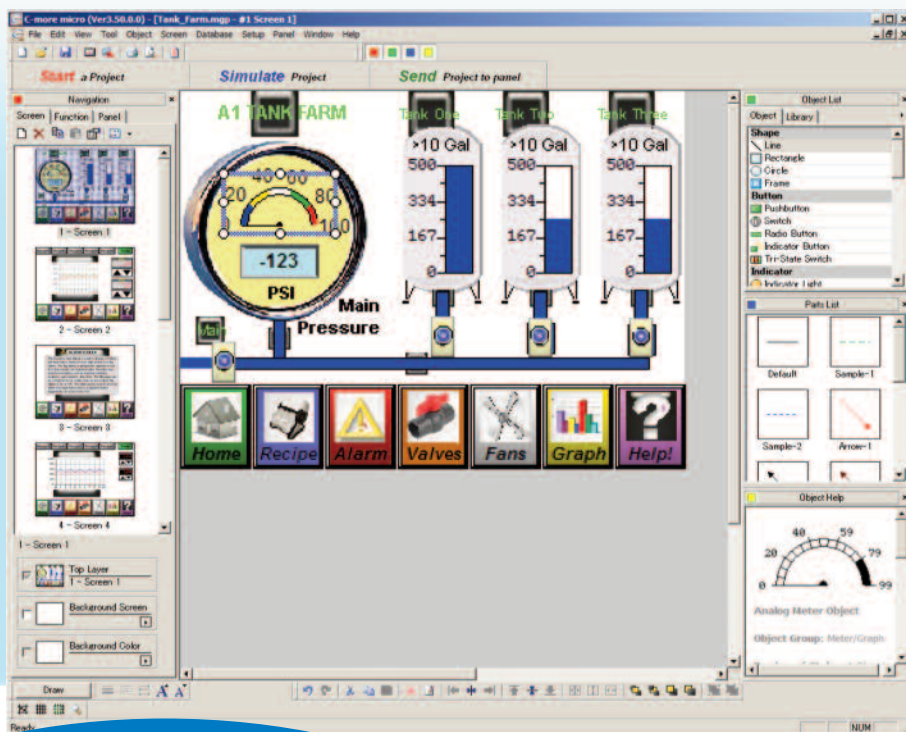 C-more micro (Ver3.50.0.0) - [Tank_Farm.mgp - #1 Screen 1]
File Edit View Tool Object Screen Database Setup Panel Window Help
Start a Project
Simulate Project
Send Project to panel
Navigation
Screen Function Panel
1 - Screen 1
2 - Screen 2
3 - Screen 3
4 - Screen 4
1 - Screen 1
Top Layer
1 - Screen 1
Background Screen
Background Color
A1 TANK FARM
Tank One
Tank Two
Tank Three
0 20 40 60 80 100
-123
PSI
Main
Pressure
Main
>10 Gal
500
334
167
0
>10 Gal
500
334
167
0
>10 Gal
500
334
167
0
Home
Recipe
Alarm
Valves
Fans
Graph
Help!
Object List
Object Library
Shape
Line
Rectangle
Circle
Frame
Button
Pushbutton
Switch
Radio Button
Indicator Button
Tri-State Switch
Indicator
Indicator Light
Parts List
Default
Sample-1
Sample-2
Arrow-1
Object Help
0 20 40 59 79 99
Analog Meter Object
Object Group: Meter/Graph
Draw
Ready
NUM